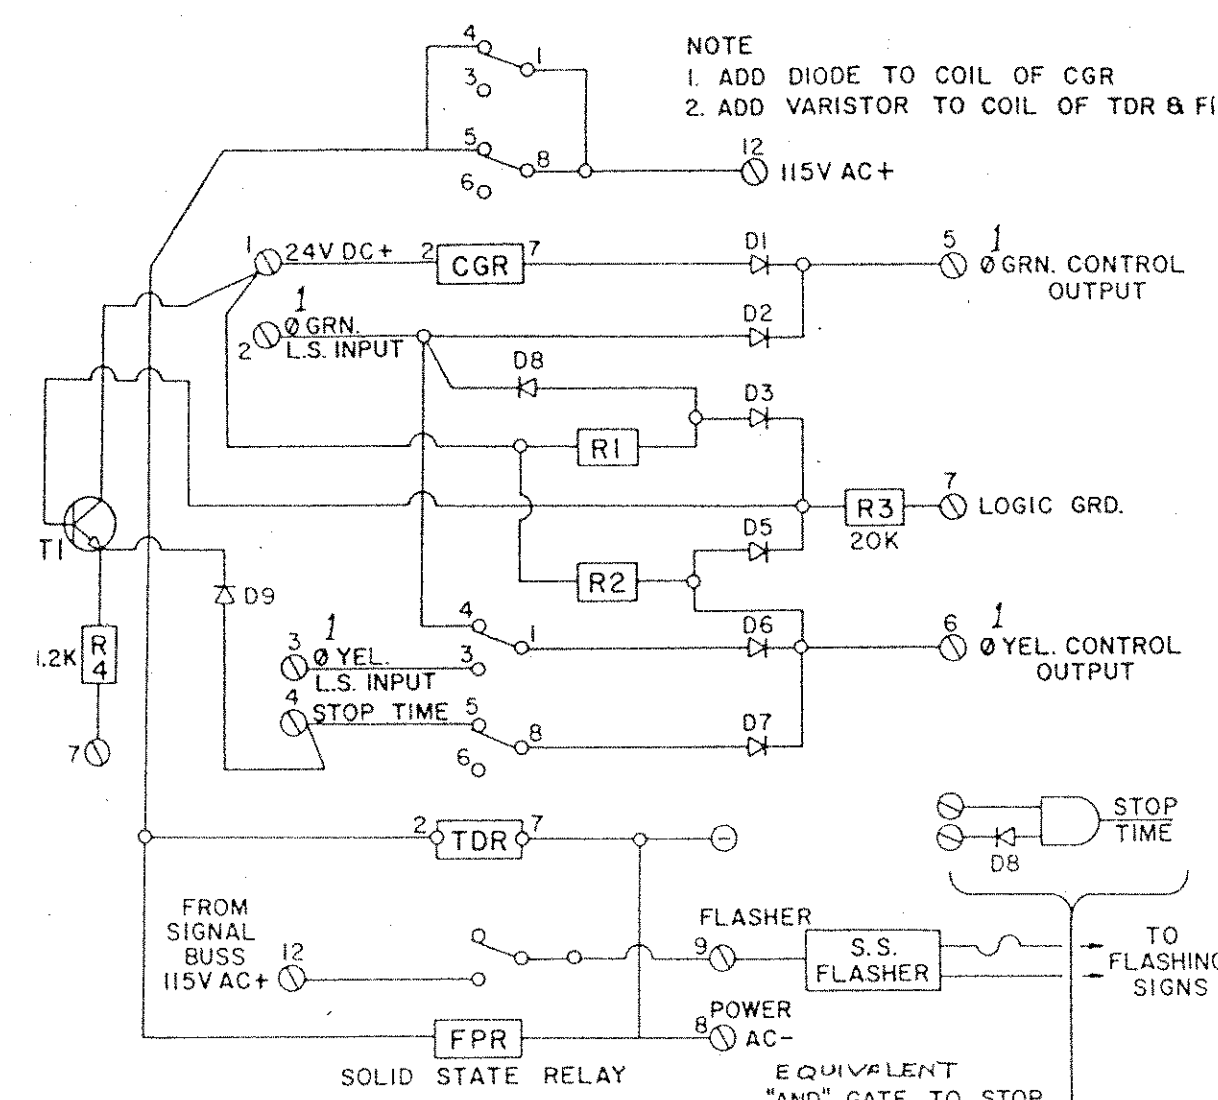 NOTE
1. ADD DIODE TO COIL OF CGR
2. ADD VARISTOR TO COIL OF TDR &
4
1
3
5
8
6
12
115V AC+
1
24V DC+
2
CGR
7
D1
5
1
Ø GRN. CONTROL
OUTPUT
1
2
Ø GRN.
L.S. INPUT
D2
D8
D3
R1
7
R3
LOGIC GRD.
20K
T1
D5
R2
D9
R4
1.2K
7
4
1
3
D6
6
1
Ø YEL. CONTROL
OUTPUT
3
1
Ø YEL.
L.S. INPUT
4
STOP TIME
5
8
6
D7
STOP
TIME
D8
2
TDR
7
FROM
SIGNAL
BUSS
115V AC+
12
FLASHER
9
S.S.
FLASHER
TO
FLASHING
SIGNS
FPR
SOLID STATE RELAY
POWER
8
AC-
EQUIVALENT
"AND" GATE TO STOP